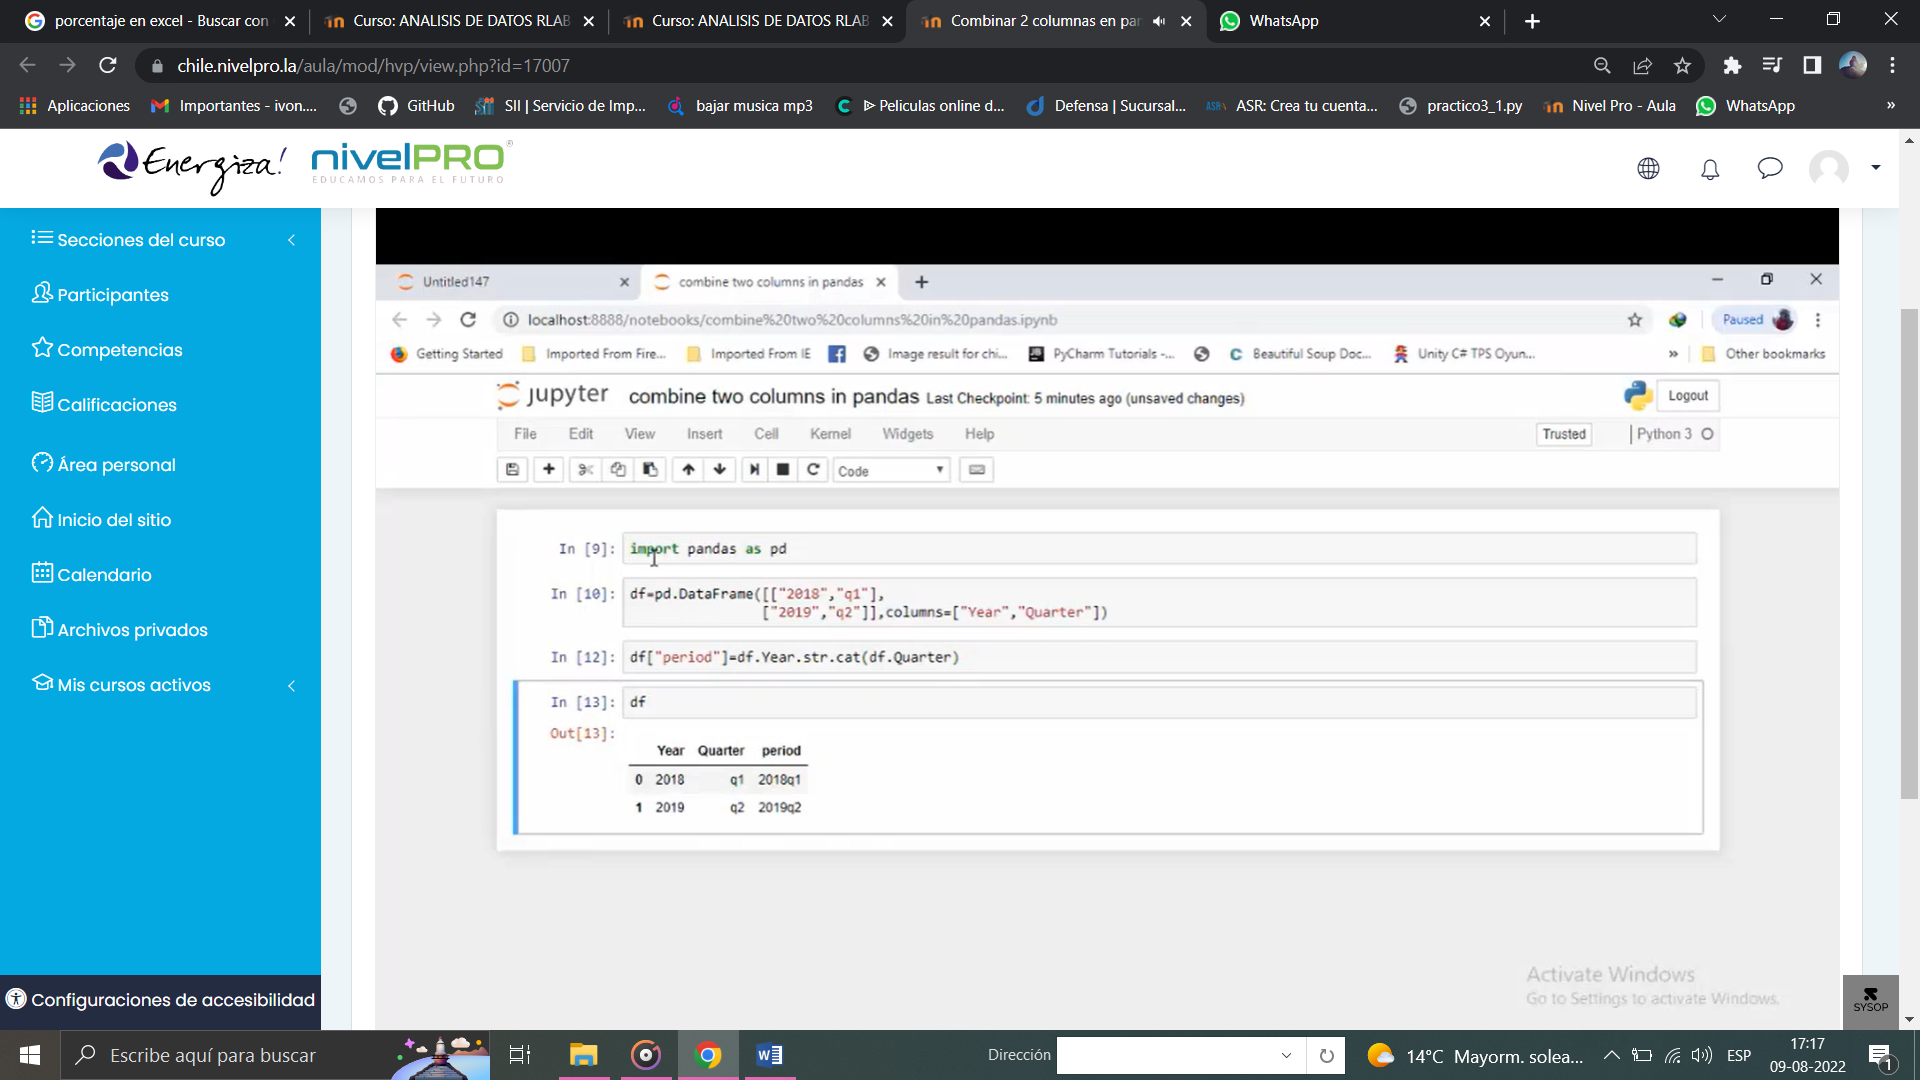 porcentaje en excel - Buscar con
Curso: ANALISIS DE DATOS RLAB
Curso: ANALISIS DE DATOS RLAB
Combinar 2 columnas en pan
WhatsApp
chile.nivelpro.la/aula/mod/hvp/view.php?id=17007
Aplicaciones
Importantes - ivon....
GitHub
SII | Servicio de Imp...
bajar musica mp3
ᐅ Peliculas online d...
Defensa | Sucursal...
ASR: Crea tu cuenta...
practico3_1.py
Nivel Pro - Aula
WhatsApp
»
Energiza!
nivelPRO
EDUCAMOS PARA EL FUTURO
Secciones del curso
Participantes
Competencias
Calificaciones
Área personal
Inicio del sitio
Calendario
Archivos privados
Mis cursos activos
Configuraciones de accesibilidad
Untitled147
combine two columns in pandas
localhost:8888/notebooks/combine%20two%20columns%20in%20pandas.ipynb
Paused
Getting Started
Imported From Fire...
Imported From IE
Image result for chi...
PyCharm Tutorials -...
Beautiful Soup Doc...
Unity C# TPS Oyun...
»
Other bookmarks
jupyter combine two columns in pandas Last Checkpoint: 5 minutes ago (unsaved changes)
Logout
File Edit View Insert Cell Kernel Widgets Help
Trusted
Python 3
Code
In [9]: import pandas as pd
In [10]: df=pd.DataFrame([["2018","q1"],
["2019","q2"]],columns=["Year","Quarter"])
In [12]: df["period"]=df.Year.str.cat(df.Quarter)
In [13]: df
Out[13]:
Year Quarter period
0 2018 q1 2018q1
1 2019 q2 2019q2
Activate Windows
Go to Settings to activate Windows.
SYSOP
Escribe aquí para buscar
Dirección
14°C Mayorm. solea...
ESP
17:17
09-08-2022
1